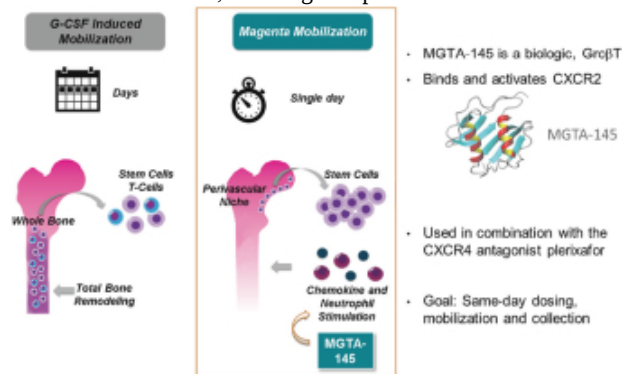 G-CSF Induced
Mobilization
Days
Stem Cells
T-Cells
Whole Bone
Total Bone
Remodeling
Magenta Mobilization
Single day
Perivascular
Niche
Stem Cells
Chemokine and
Neutrophil
Stimulation
MGTA-
145
• MGTA-145 is a biologic, GroβT
• Binds and activates CXCR2
MGTA-145
• Used in combination with the
CXCR4 antagonist plerixafor
• Goal: Same-day dosing,
mobilization and collection